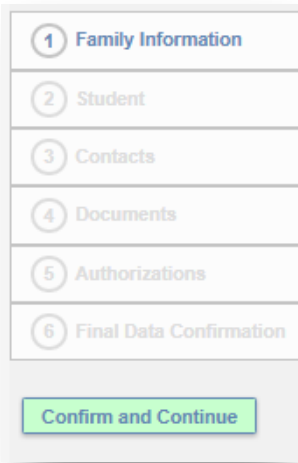 1 Family Information
2 Student
3 Contacts
4 Documents
5 Authorizations
6 Final Data Confirmation
Confirm and Continue